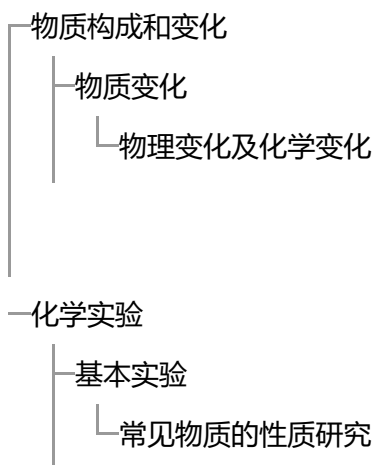 物质构成和变化
物质变化
物理变化及化学变化
化学实验
基本实验
常见物质的性质研究